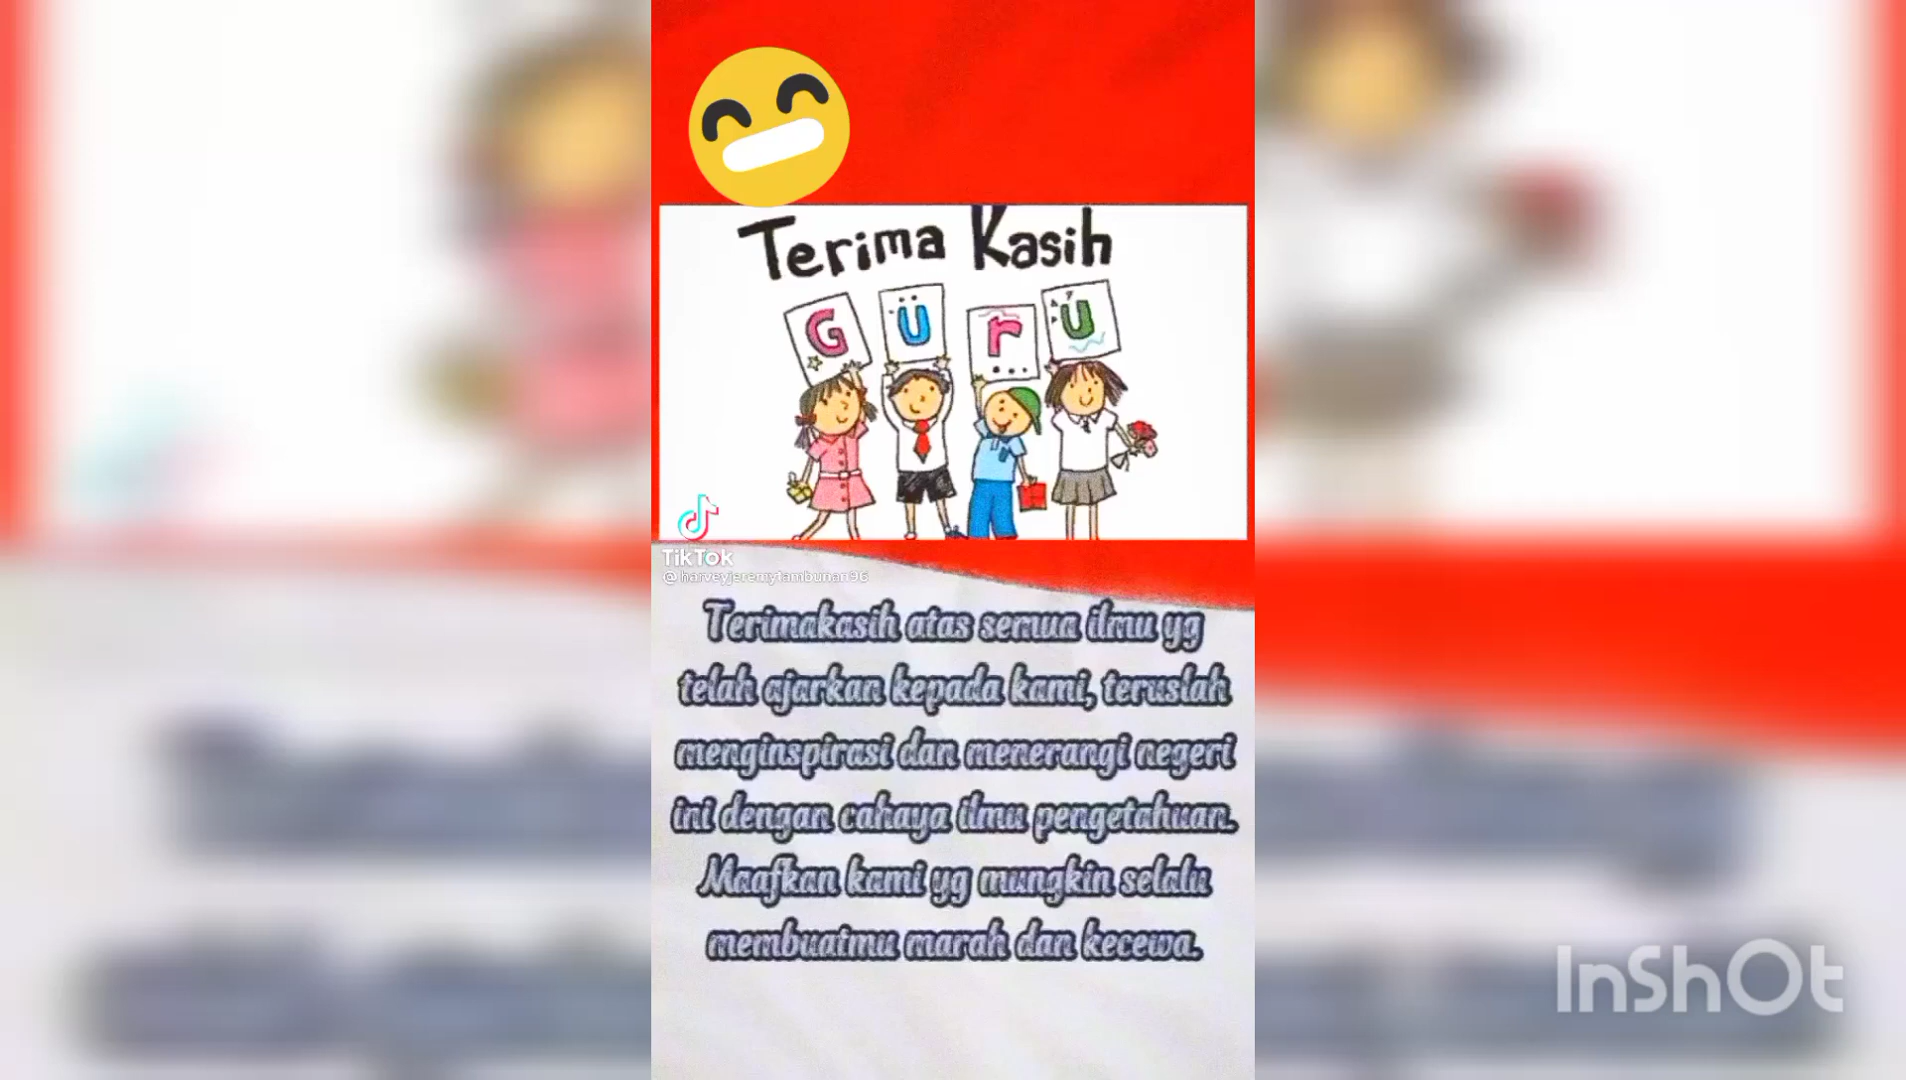 Terima Kasih
Guru
TikTok
@harveyjeremytambunan96
Terimakasih atas semua ilmu yg
telah ajarkan kepada kami, teruslah
menginspirasi dan menerangi negeri
ini dengan cahaya ilmu pengetahuan.
Maafkan kami yg mungkin selalu
membuatmu marah dan kecewa.
InShOt